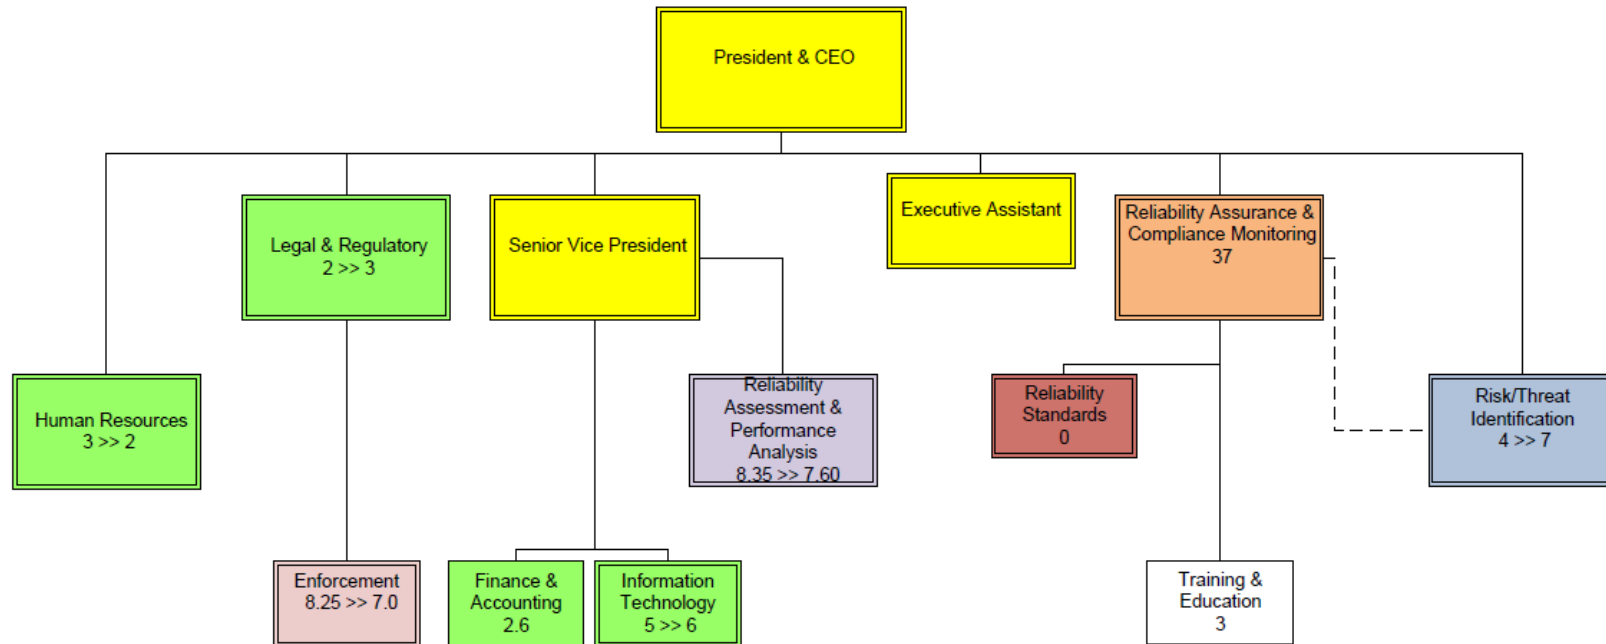 President & CEO
Executive Assistant
Legal & Regulatory
2 >> 3
Senior Vice President
Reliability Assurance &
Compliance Monitoring
37
Human Resources
3 >> 2
Reliability
Assessment &
Performance
Analysis
8.35 >> 7.60
Reliability
Standards
0
Risk/Threat
Identification
4 >> 7
Enforcement
8.25 >> 7.0
Finance &
Accounting
2.6
Information
Technology
5 >> 6
Training &
Education
3